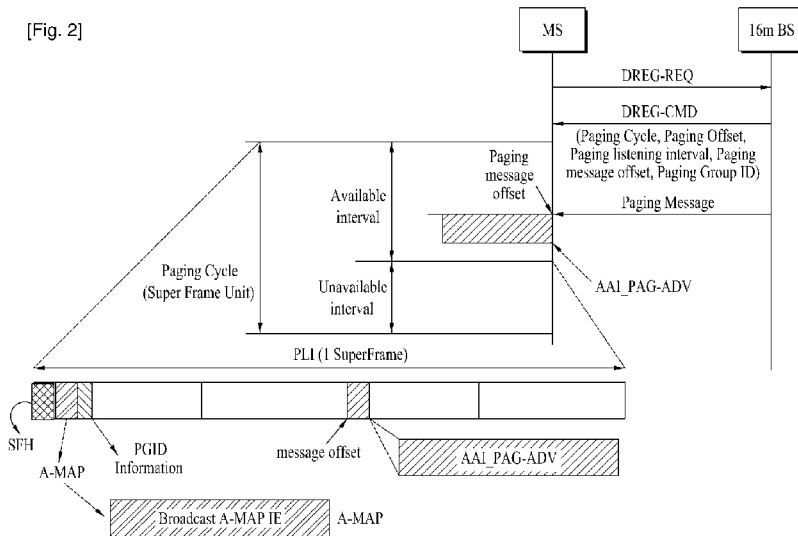 [Fig. 2]
MS
16m BS
DREG-REQ
DREG-CMD
(Paging Cycle, Paging Offset,
Paging listening interval, Paging
message offset, Paging Group ID)
Paging
message
offset
Paging Message
Available
interval
AAI_PAG-ADV
Paging Cycle
(Super Frame Unit)
Unavailable
interval
PLI (1 SuperFrame)
SFH
A-MAP
PGID
Information
message offset
AAI_PAG-ADV
Broadcast A-MAP IE
A-MAP